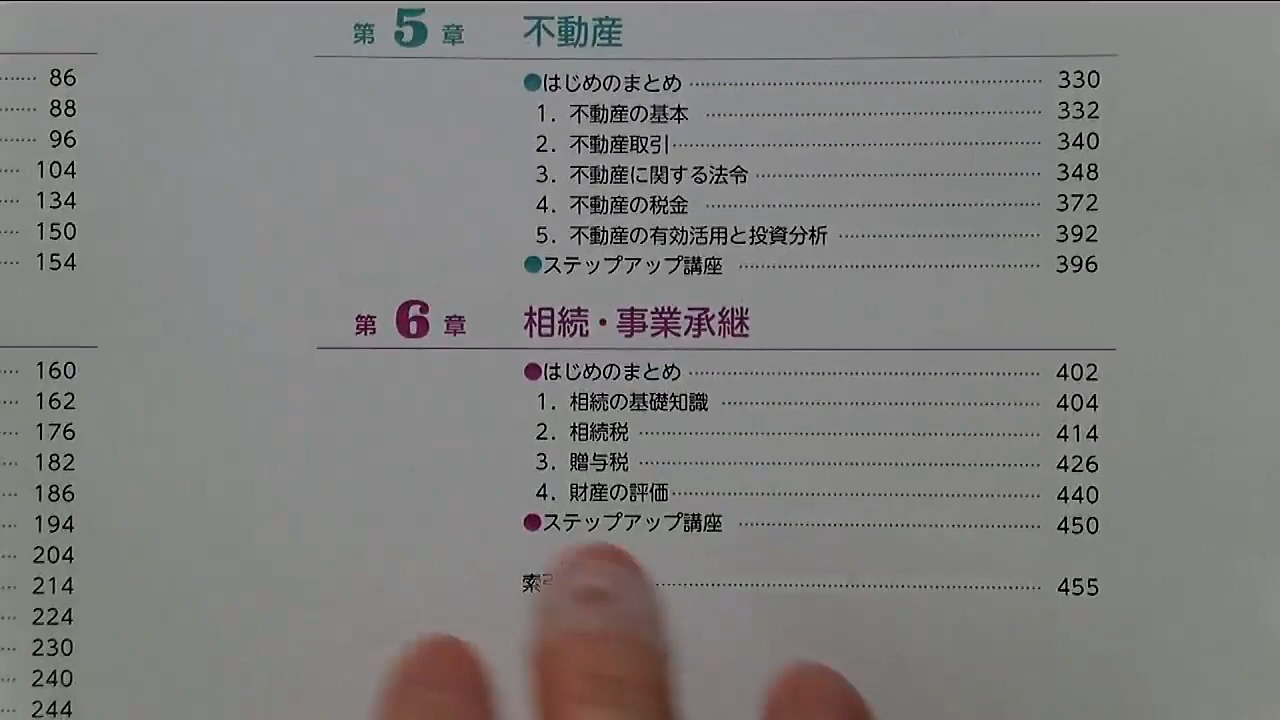 86
88
96
104
134
150
154
160
162
176
182
186
194
204
214
224
230
240
244
第5章 不動産
●はじめのまとめ 330
1. 不動産の基本 332
2. 不動産取引 340
3. 不動産に関する法令 348
4. 不動産の税金 372
5. 不動産の有効活用と投資分析 392
●ステップアップ講座 396
第6章 相続・事業承継
●はじめのまとめ 402
1. 相続の基礎知識 404
2. 相続税 414
3. 贈与税 426
4. 財産の評価 440
●ステップアップ講座 450
索 455